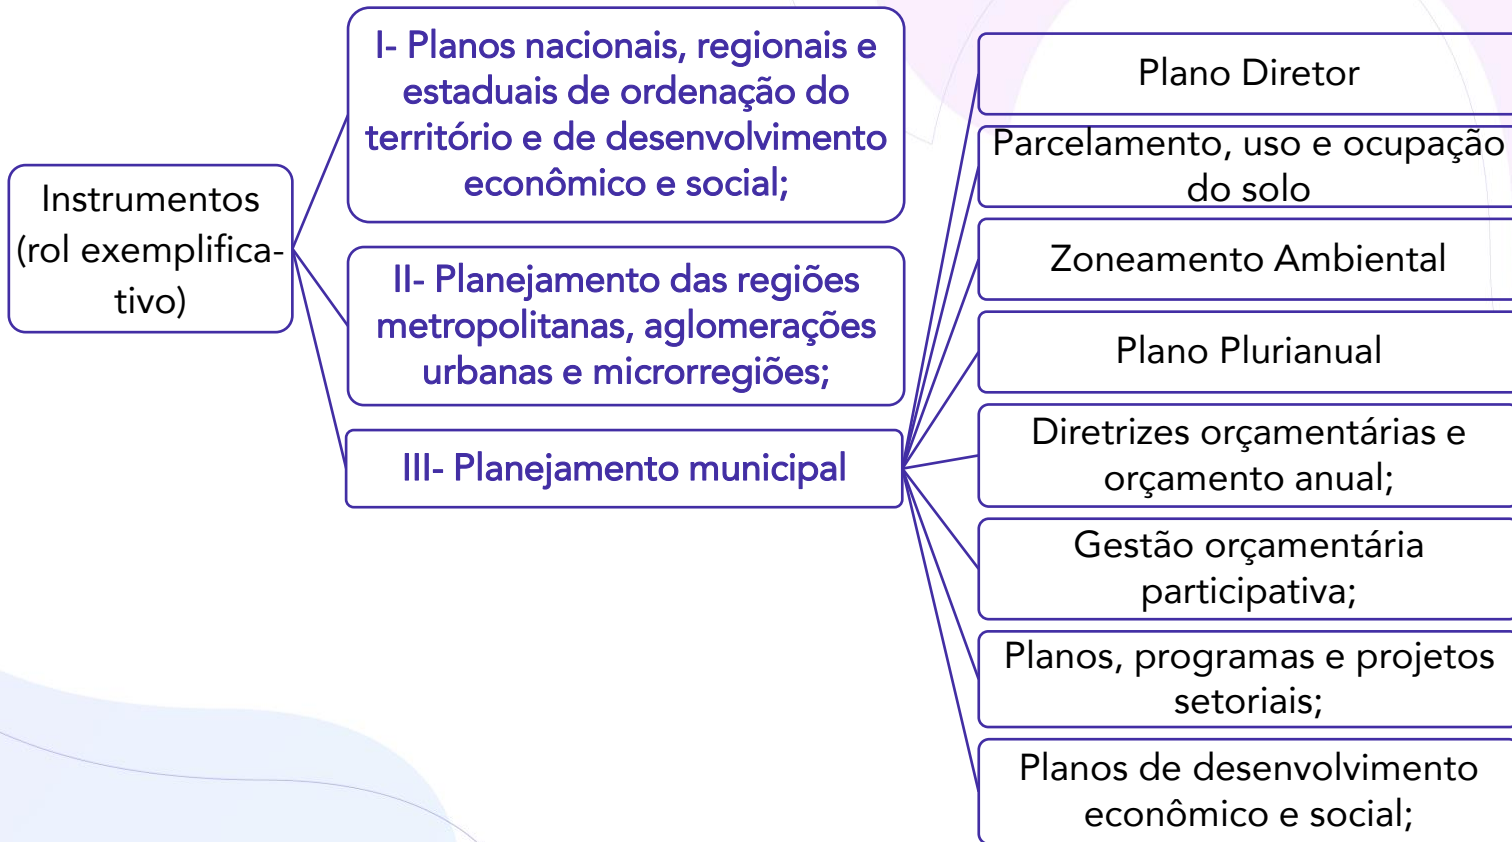 Instrumentos
(rol exemplifica-
tivo)
I- Planos nacionais, regionais e
estaduais de ordenação do
território e de desenvolvimento
econômico e social;
II- Planejamento das regiões
metropolitanas, aglomerações
urbanas e microrregiões;
III- Planejamento municipal
Plano Diretor
Parcelamento, uso e ocupação
do solo
Zoneamento Ambiental
Plano Plurianual
Diretrizes orçamentárias e
orçamento anual;
Gestão orçamentária
participativa;
Planos, programas e projetos
setoriais;
Planos de desenvolvimento
econômico e social;